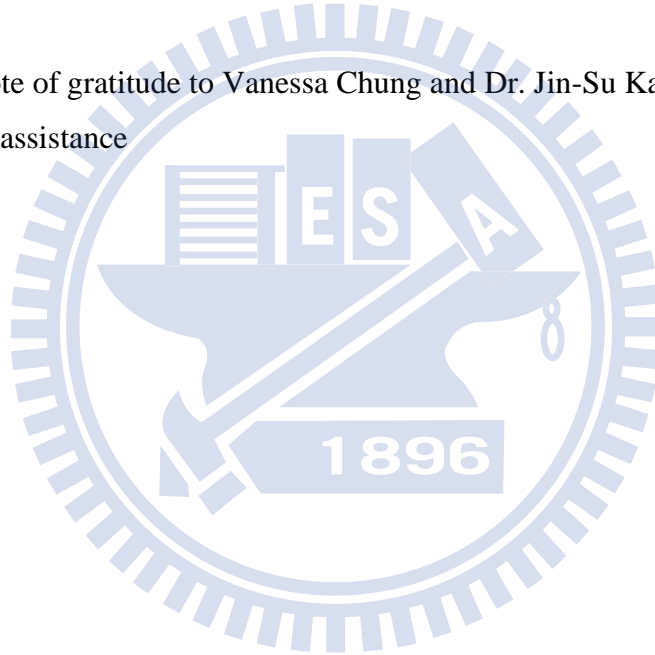 te of gratitude to Vanessa Chung and Dr. Jin-Su Ka
assistance
E S A
1896